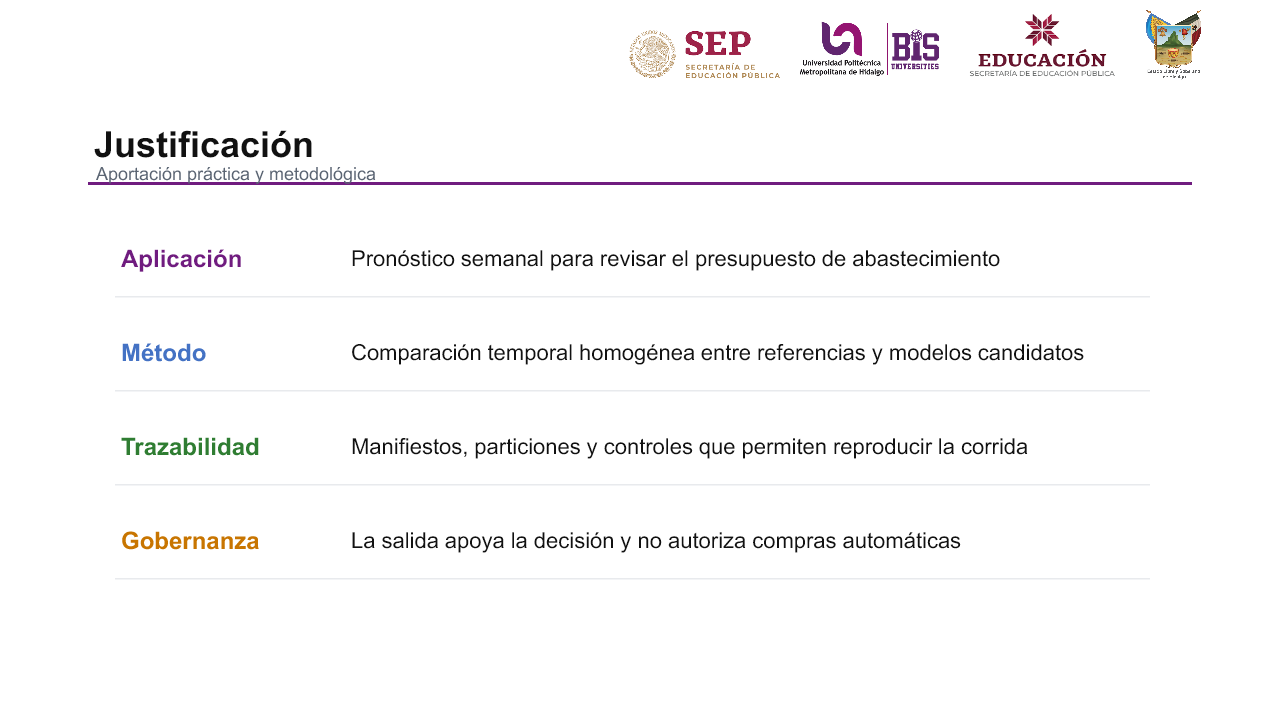 SEP
SECRETARÍA DE
EDUCACIÓN PÚBLICA
Universidad Politécnica
Metropolitana de Hidalgo
BIS
UNIVERSITIES
EDUCACIÓN
SECRETARÍA DE EDUCACIÓN PÚBLICA
Justificación
Aportación práctica y metodológica
Aplicación
Pronóstico semanal para revisar el presupuesto de abastecimiento
Método
Comparación temporal homogénea entre referencias y modelos candidatos
Trazabilidad
Manifiestos, particiones y controles que permiten reproducir la corrida
Gobernanza
La salida apoya la decisión y no autoriza compras automáticas